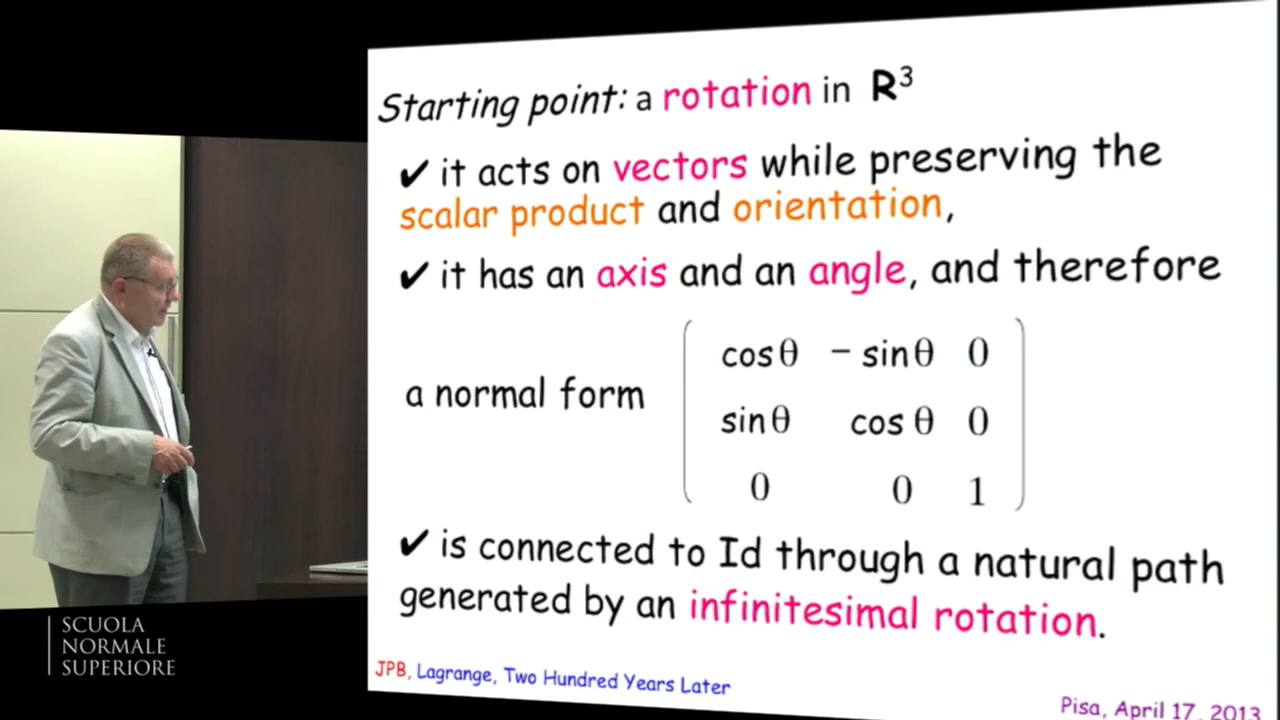 Starting point: a rotation in R³
✔ it acts on vectors while preserving the
scalar product and orientation,
✔ it has an axis and an angle, and therefore
a normal form
cosθ − sinθ 0
sinθ cosθ 0
0 0 1
✔ is connected to Id through a natural path
generated by an infinitesimal rotation.
JPB, Lagrange, Two Hundred Years Later
Pisa, April 17, 2013
SCUOLA
NORMALE
SUPERIORE